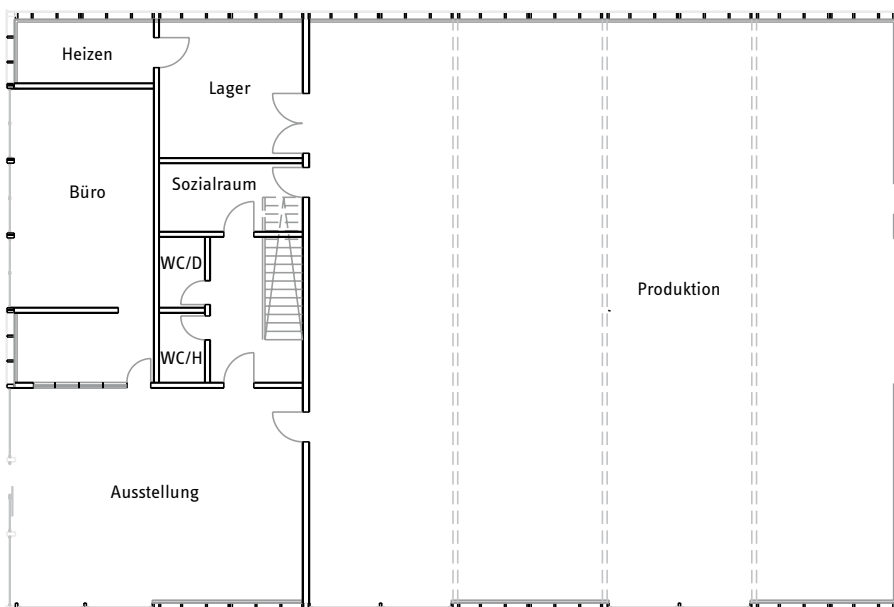 Heizen
Lager
Sozialraum
Büro
WC/D
Produktion
WC/H
Ausstellung